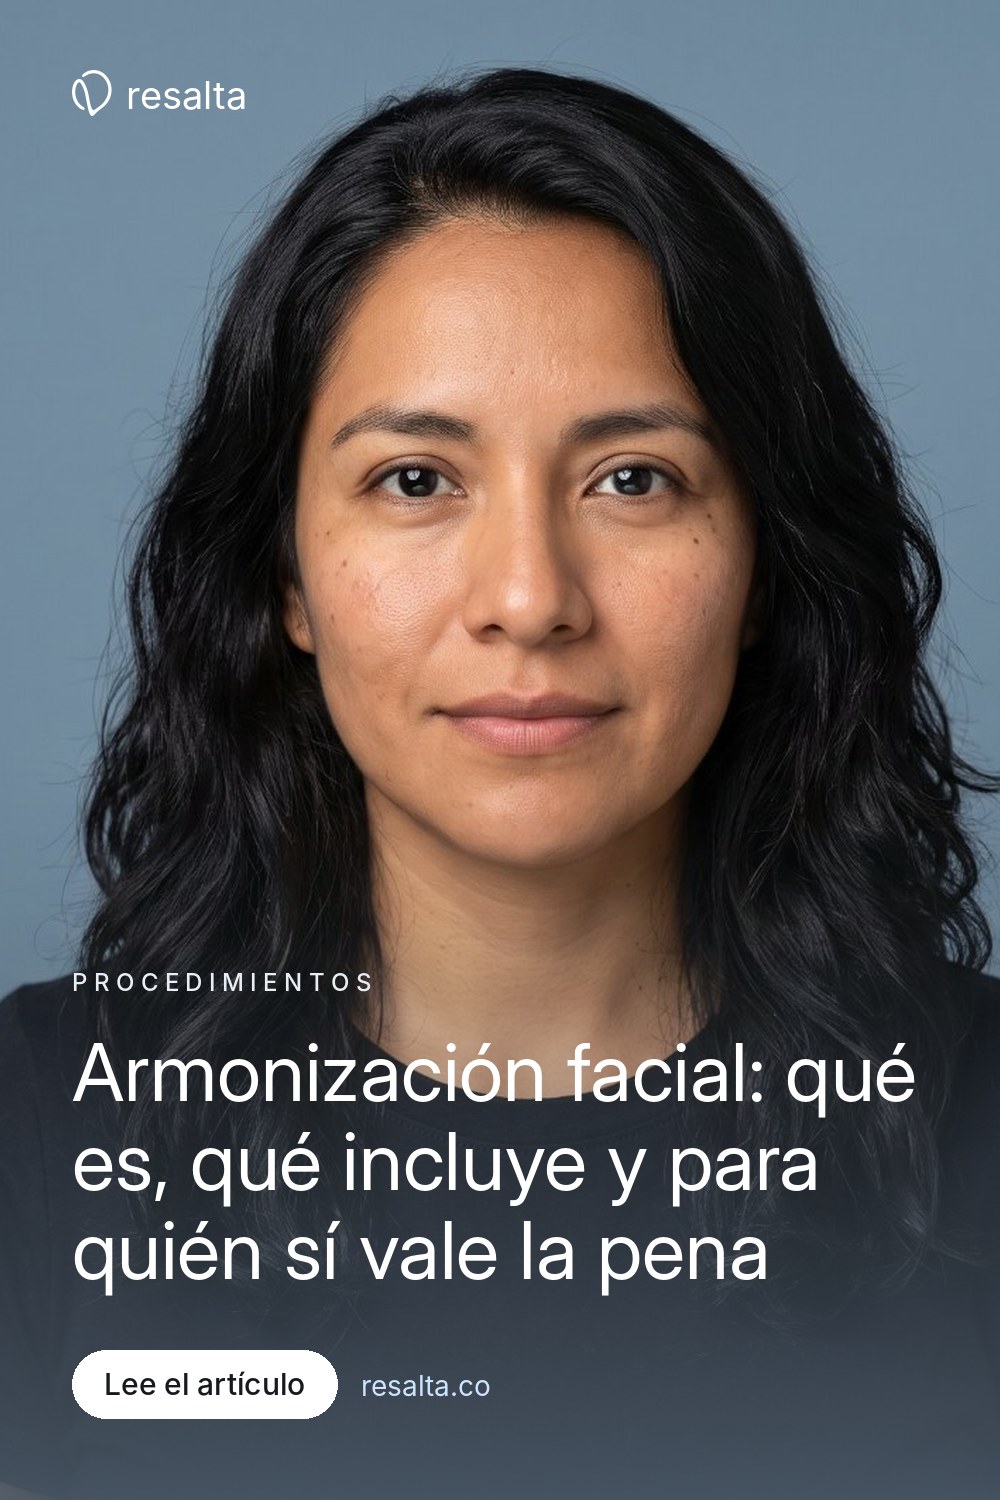 resalta
PROCEDIMIENTOS
Armonización facial: qué
es, qué incluye y para
quién sí vale la pena
Lee el artículo
resalta.co